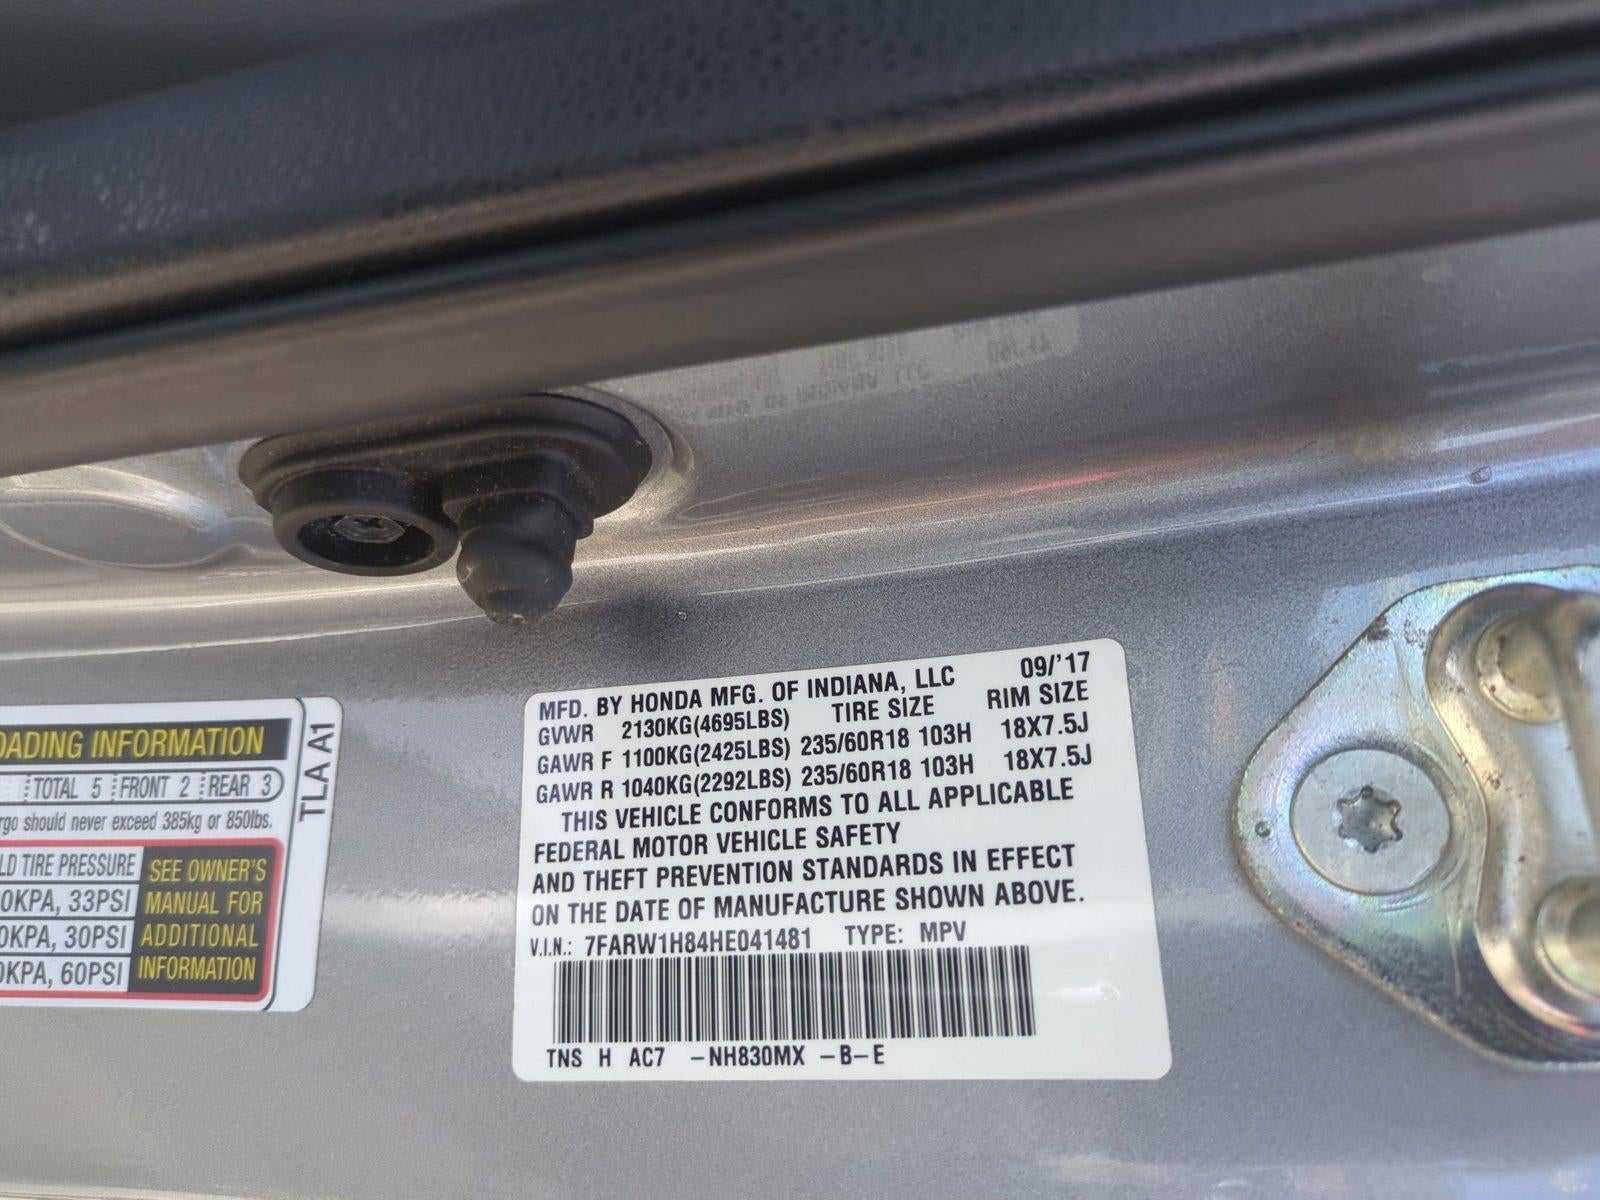 OADING INFORMATION
TOTAL 5 FRONT 2 REAR 3
rgo should never exceed 385kg or 850lbs.
LD TIRE PRESSURE
0KPA, 33PSI
0KPA, 30PSI
0KPA, 60PSI
SEE OWNER'S
MANUAL FOR
ADDITIONAL
INFORMATION
TLA A1
MFD. BY HONDA MFG. OF INDIANA, LLC 09/'17
GVWR 2130KG(4695LBS) TIRE SIZE RIM SIZE
GAWR F 1100KG(2425LBS) 235/60R18 103H 18X7.5J
GAWR R 1040KG(2292LBS) 235/60R18 103H 18X7.5J
THIS VEHICLE CONFORMS TO ALL APPLICABLE
FEDERAL MOTOR VEHICLE SAFETY
AND THEFT PREVENTION STANDARDS IN EFFECT
ON THE DATE OF MANUFACTURE SHOWN ABOVE.
V.I.N.: 7FARW1H84HE041481 TYPE: MPV
TNS H AC7 -NH830MX -B-E